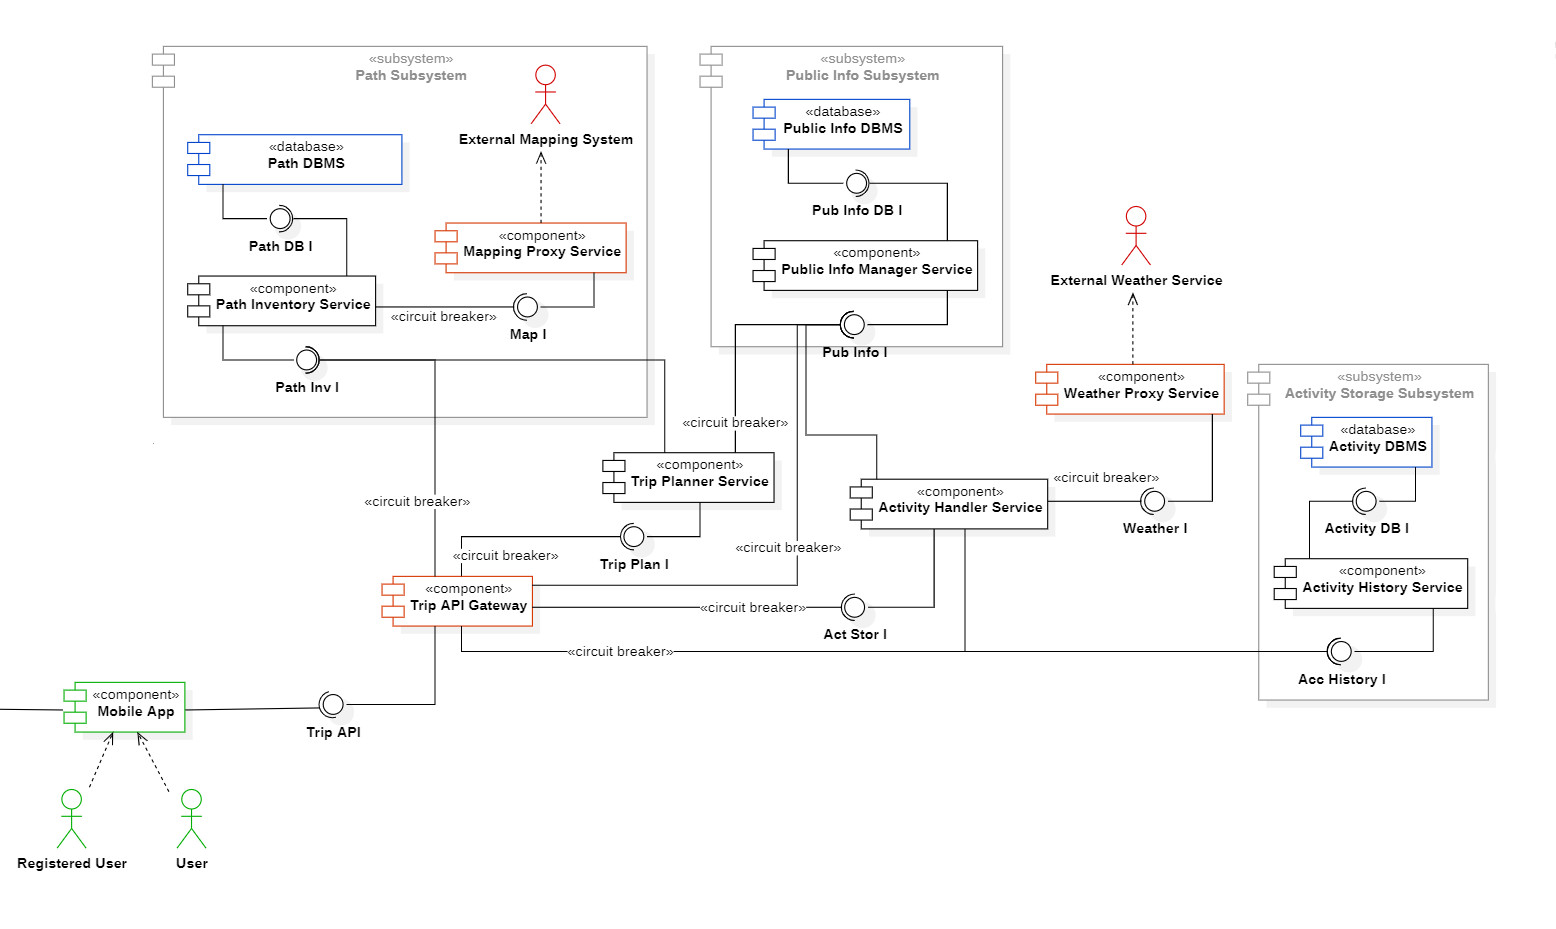 «subsystem»
Path Subsystem
External Mapping System
«database»
Path DBMS
Path DB I
«component»
Mapping Proxy Service
«component»
Path Inventory Service
«circuit breaker»
Map I
Path Inv I
«subsystem»
Public Info Subsystem
«database»
Public Info DBMS
Pub Info DB I
«component»
Public Info Manager Service
Pub Info I
External Weather Service
«component»
Weather Proxy Service
«subsystem»
Activity Storage Subsystem
«database»
Activity DBMS
Activity DB I
«component»
Activity History Service
Acc History I
«circuit breaker»
«component»
Trip Planner Service
«circuit breaker»
Weather I
«component»
Activity Handler Service
«circuit breaker»
Trip Plan I
«circuit breaker»
«circuit breaker»
«component»
Trip API Gateway
«circuit breaker»
Act Stor I
«circuit breaker»
«component»
Mobile App
Trip API
Registered User
User